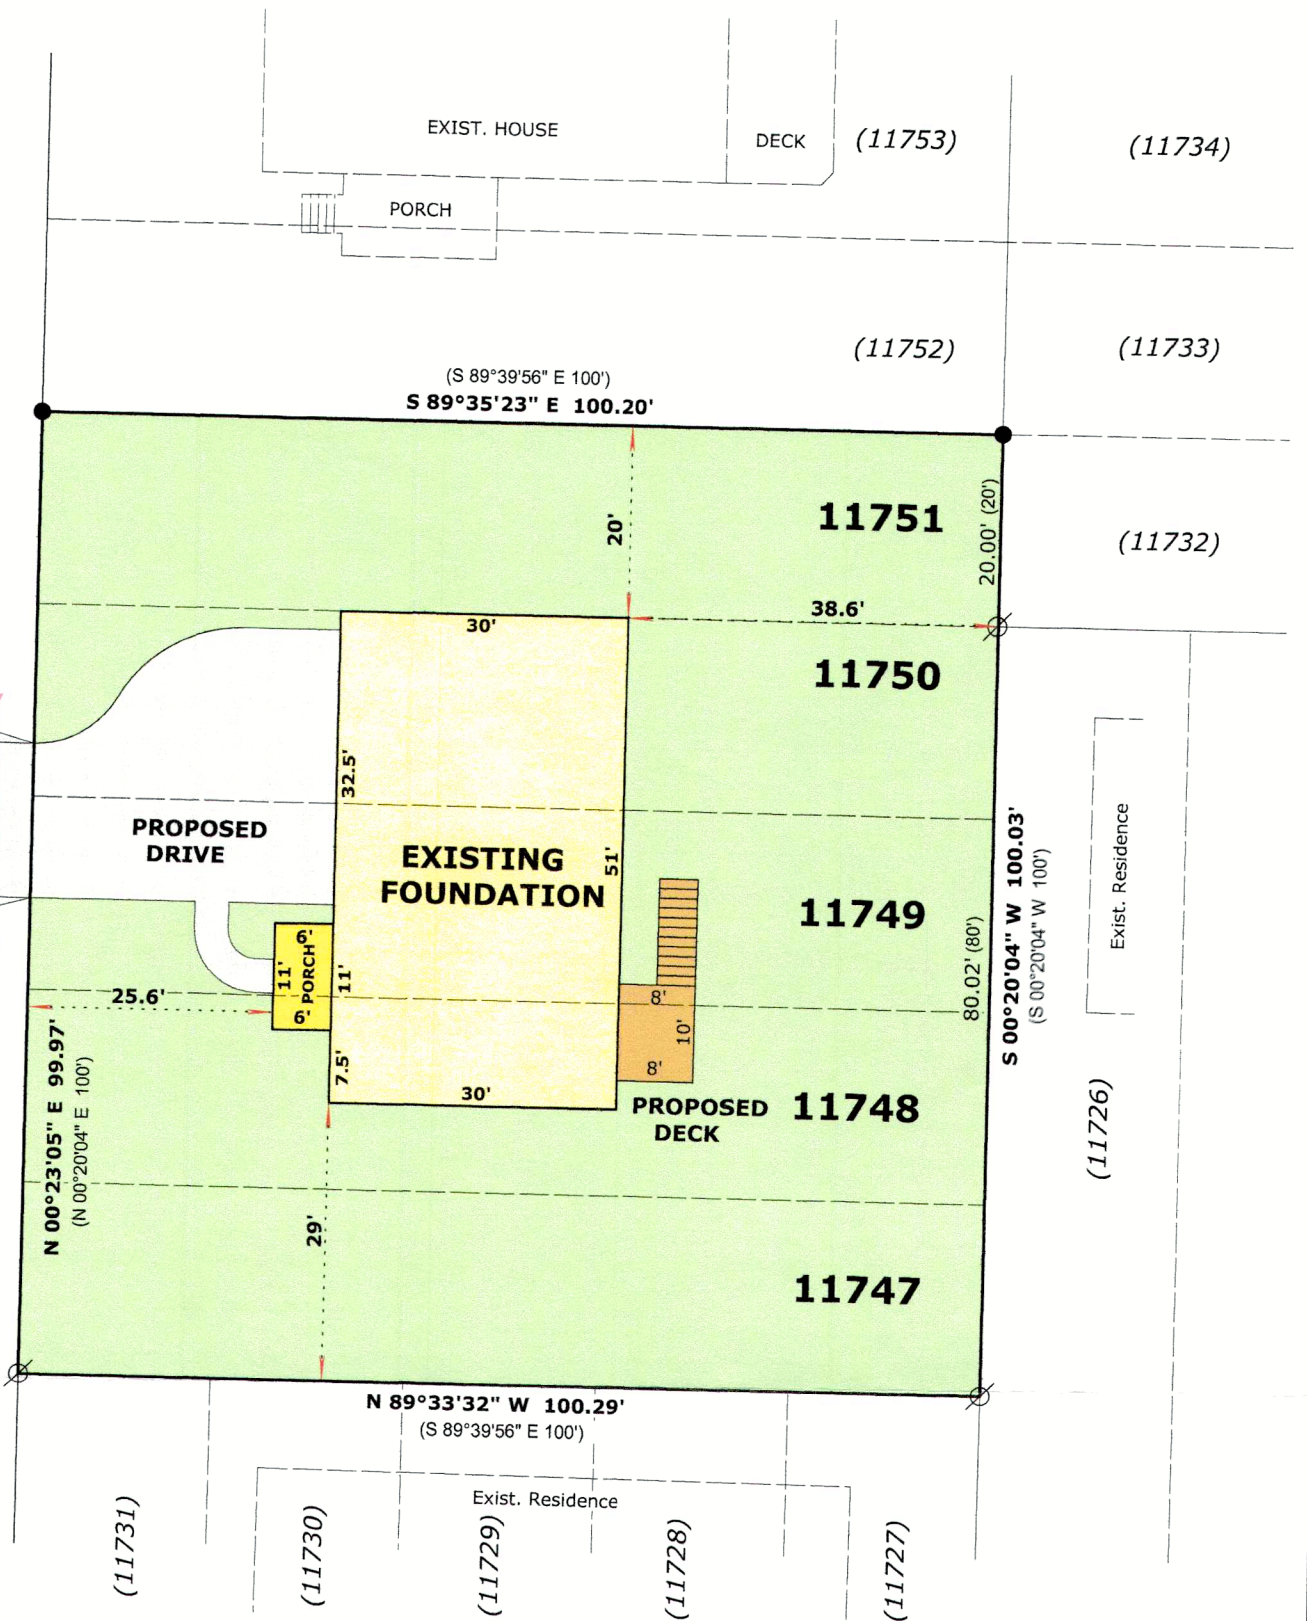 EXIST. HOUSE
DECK
(11753)
(11734)
PORCH
(11752)
(11733)
(S 89°39'56" E 100')
S 89°35'23" E 100.20'
11751
20.00' (20')
(11732)
20'
38.6'
30'
11750
32.5'
PROPOSED
DRIVE
EXISTING
FOUNDATION
51'
11749
Exist. Residence
S 00°20'04" W 100.03'
(S 00°20'04" W 100')
80.02' (80')
6'
11'
PORCH
11'
6'
25.6'
8'
10'
8'
N 00°23'05" E 99.97'
(N 00°20'04" E 100')
7.5'
30'
PROPOSED
DECK
11748
(11726)
29'
11747
N 89°33'32" W 100.29'
(S 89°39'56" E 100')
Exist. Residence
(11731)
(11730)
(11729)
(11728)
(11727)